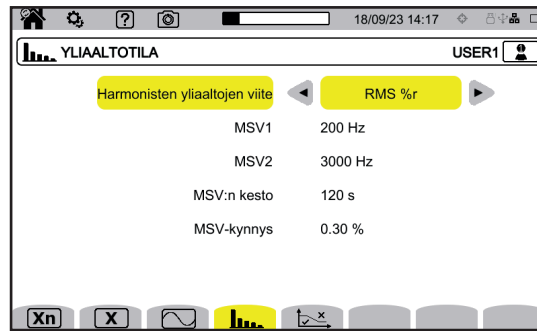 18/09/23 14:17
YLIAALTOTILA USER1
Harmonisten yliaaltojen viite RMS %r
MSV1 200 Hz
MSV2 3000 Hz
MSV:n kesto 120 s
MSV-kynnys 0.30 %
Xn X